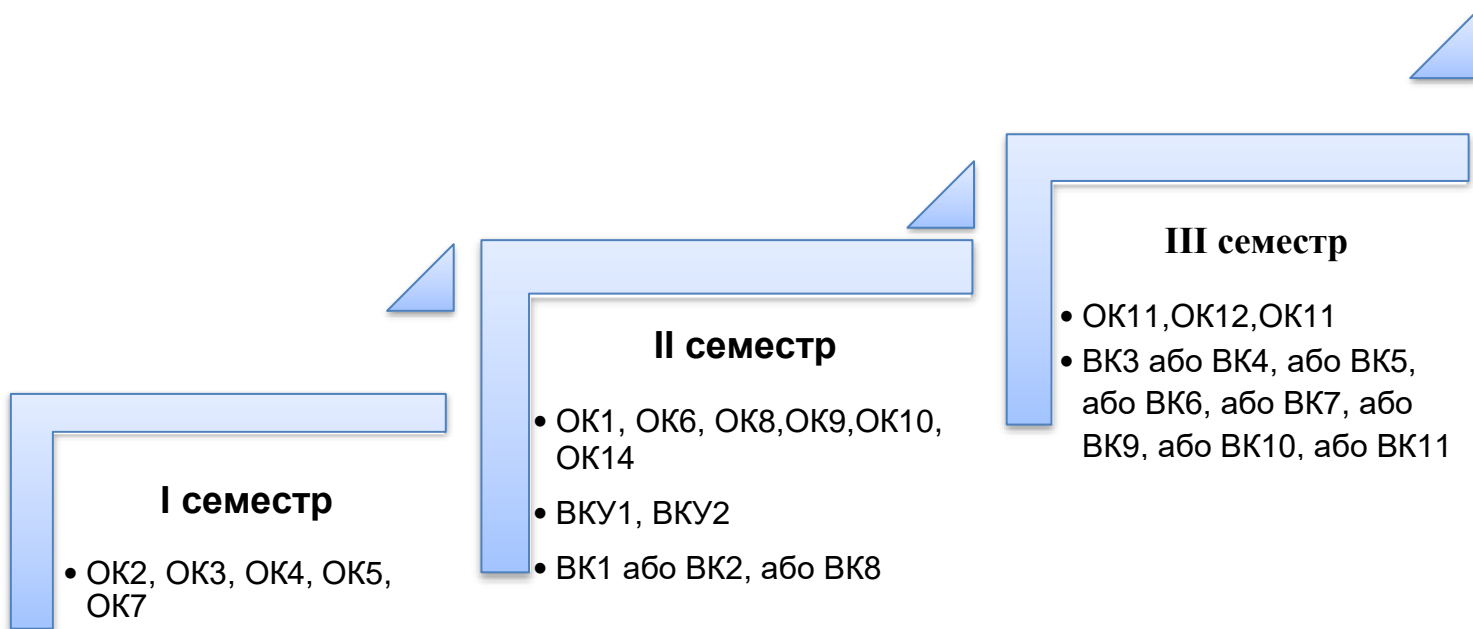 I семестр
• ОК2, ОК3, ОК4, ОК5,
ОК7
II семестр
• ОК1, ОК6, ОК8,ОК9,ОК10,
ОК14
• ВКУ1, ВКУ2
• ВК1 або ВК2, або ВК8
III семестр
• ОК11,ОК12,ОК11
• ВК3 або ВК4, або ВК5,
або ВК6, або ВК7, або
ВК9, або ВК10, або ВК11